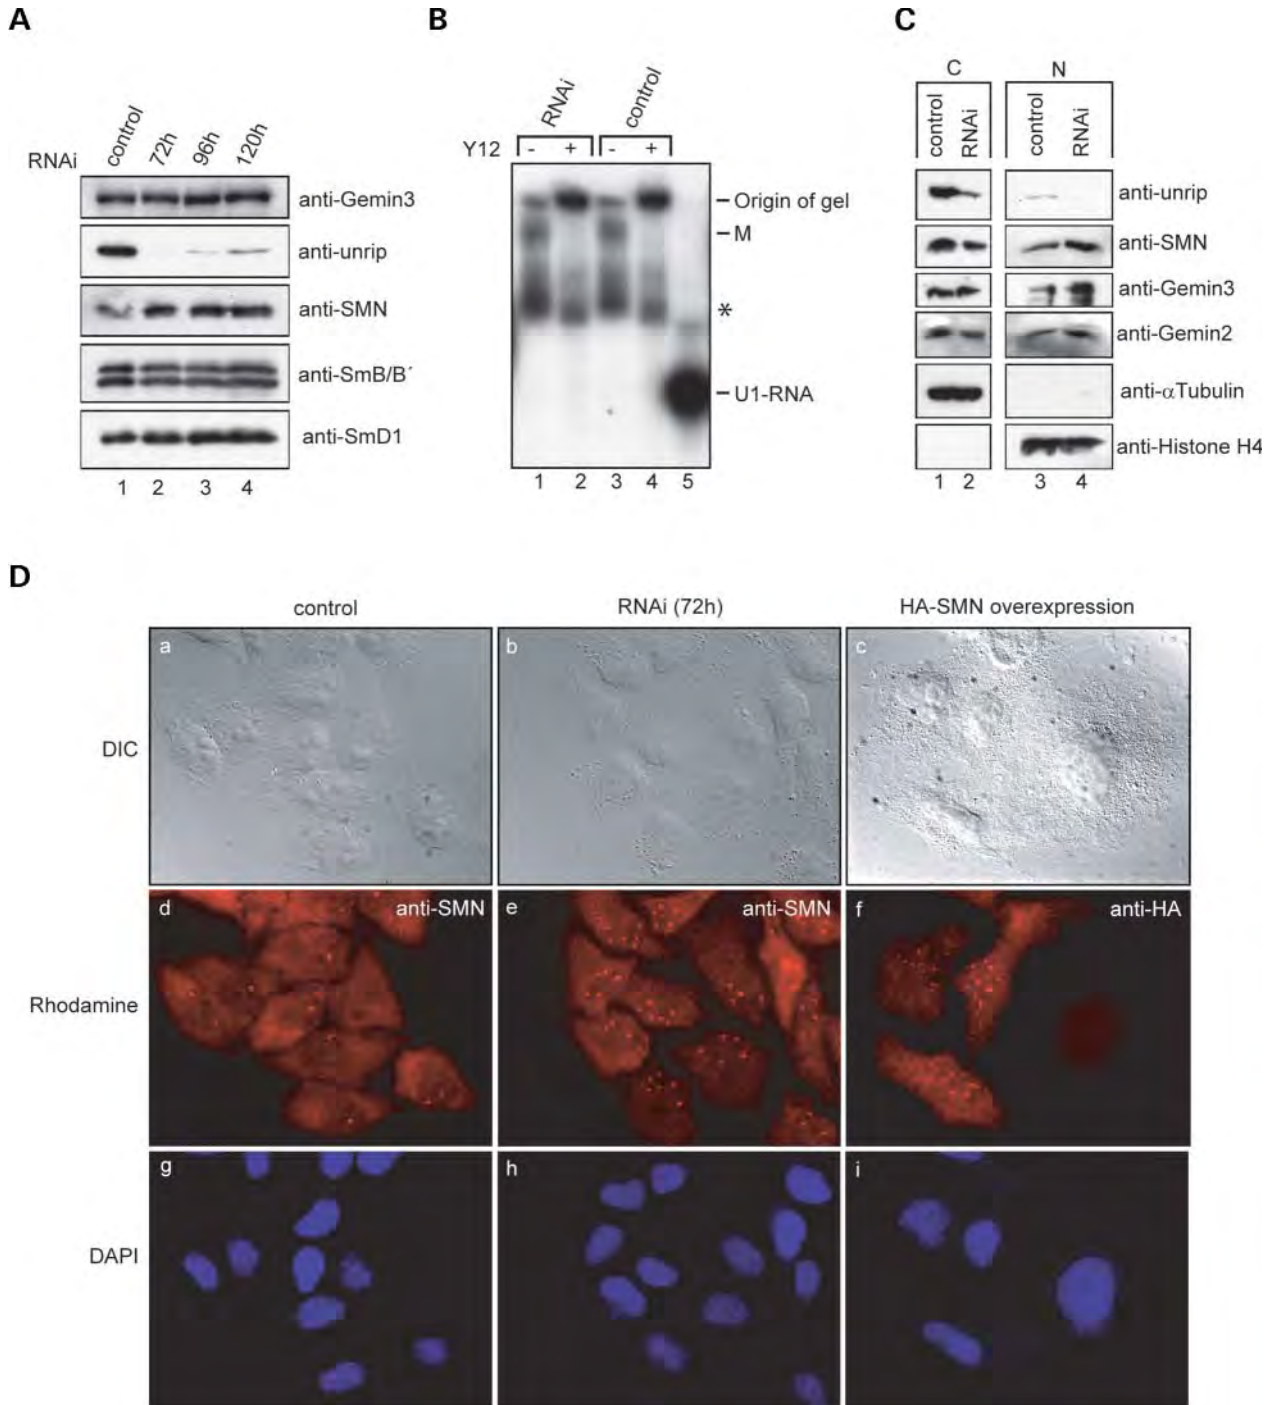 A
RNAi
control
72h
96h
120h
anti-Gemin3
anti-unrip
anti-SMN
anti-SmB/B´
anti-SmD1
1 2 3 4
B
RNAi control
Y12 - + - +
Origin of gel
M
*
U1-RNA
1 2 3 4 5
C
C N
control RNAi control RNAi
anti-unrip
anti-SMN
anti-Gemin3
anti-Gemin2
anti-αTubulin
anti-Histone H4
1 2 3 4
D
control RNAi (72h) HA-SMN overexpression
DIC
a b c
Rhodamine
d anti-SMN e anti-SMN f anti-HA
DAPI
g h i